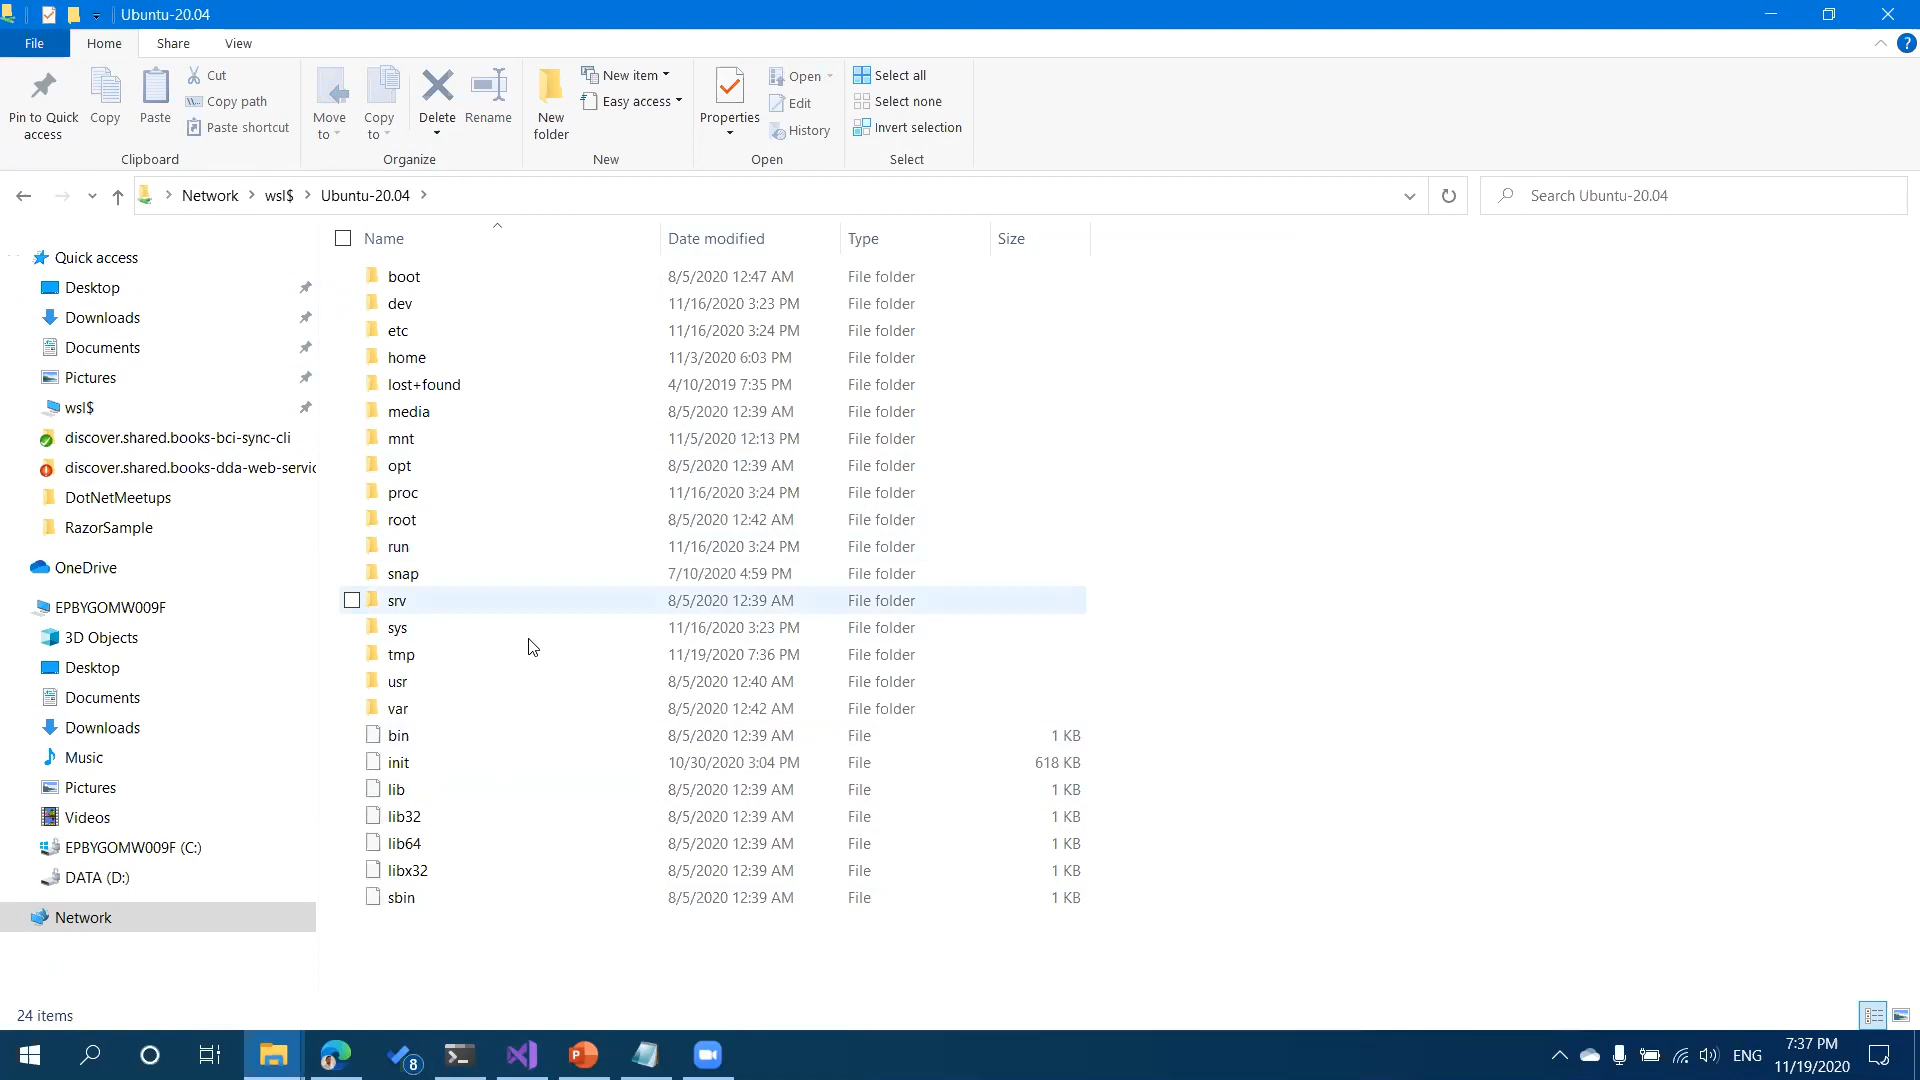 Ubuntu-20.04
File Home Share View
Pin to Quick access
Copy
Paste
Cut
Copy path
Paste shortcut
Clipboard
Move to
Copy to
Delete
Rename
Organize
New folder
New item
Easy access
New
Properties
Open
Edit
History
Open
Select all
Select none
Invert selection
Select
Network wsl$ Ubuntu-20.04
Search Ubuntu-20.04
Quick access
Desktop
Downloads
Documents
Pictures
wsl$
discover.shared.books-bci-sync-cli
discover.shared.books-dda-web-servic
DotNetMeetups
RazorSample
OneDrive
EPBYGOMW009F
3D Objects
Desktop
Documents
Downloads
Music
Pictures
Videos
EPBYGOMW009F (C:)
DATA (D:)
Network
Name Date modified Type Size
boot 8/5/2020 12:47 AM File folder
dev 11/16/2020 3:23 PM File folder
etc 11/16/2020 3:24 PM File folder
home 11/3/2020 6:03 PM File folder
lost+found 4/10/2019 7:35 PM File folder
media 8/5/2020 12:39 AM File folder
mnt 11/5/2020 12:13 PM File folder
opt 8/5/2020 12:39 AM File folder
proc 11/16/2020 3:24 PM File folder
root 8/5/2020 12:42 AM File folder
run 11/16/2020 3:24 PM File folder
snap 7/10/2020 4:59 PM File folder
srv 8/5/2020 12:39 AM File folder
sys 11/16/2020 3:23 PM File folder
tmp 11/19/2020 7:36 PM File folder
usr 8/5/2020 12:40 AM File folder
var 8/5/2020 12:42 AM File folder
bin 8/5/2020 12:39 AM File 1 KB
init 10/30/2020 3:04 PM File 618 KB
lib 8/5/2020 12:39 AM File 1 KB
lib32 8/5/2020 12:39 AM File 1 KB
lib64 8/5/2020 12:39 AM File 1 KB
libx32 8/5/2020 12:39 AM File 1 KB
sbin 8/5/2020 12:39 AM File 1 KB
24 items
8
ENG
7:37 PM
11/19/2020